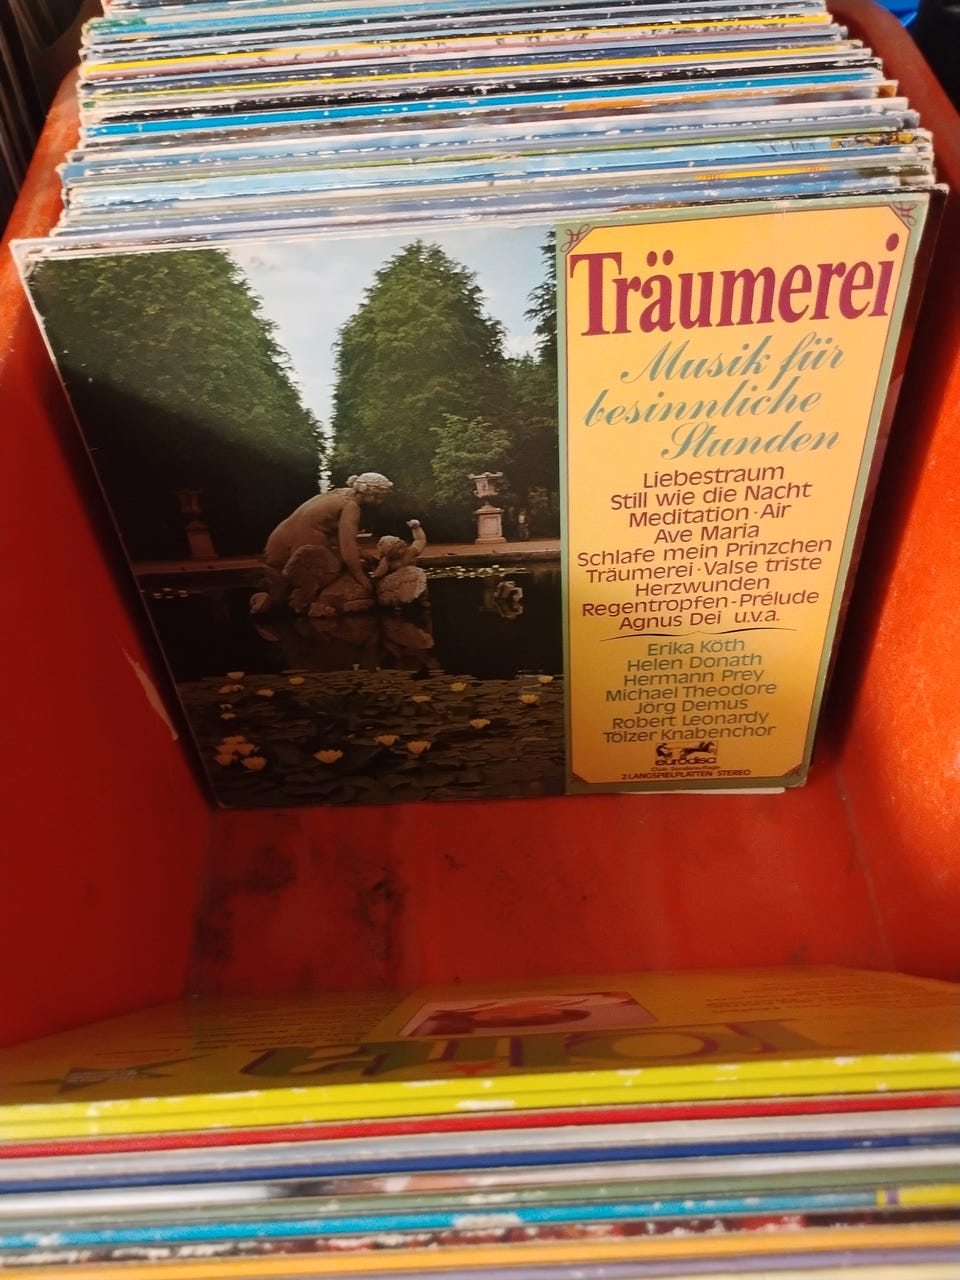 Träumerei
Musik für
besinnliche
Stunden
Liebestraum
Still wie die Nacht
Meditation · Air
Ave Maria
Schlafe mein Prinzchen
Träumerei · Valse triste
Herzwunden
Regentropfen-Prélude
Agnus Dei u.v.a.
Erika Köth
Helen Donath
Hermann Prey
Michael Theodore
Jörg Demus
Robert Leonardy
Tölzer Knabenchor
eurodisc
Club-Sonderauflage
2 LANGSPIELPLATTEN · STEREO